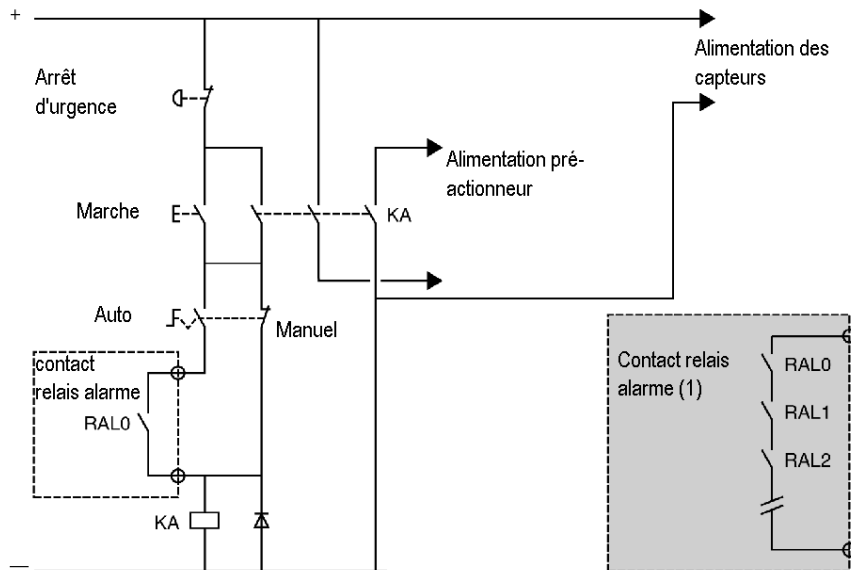 +
Alimentation des
capteurs
Arrêt
d'urgence
Alimentation pré-
actionneur
Marche
KA
Auto
Manuel
contact
relais alarme
RAL0
KA
—
Contact relais
alarme (1)
RAL0
RAL1
RAL2